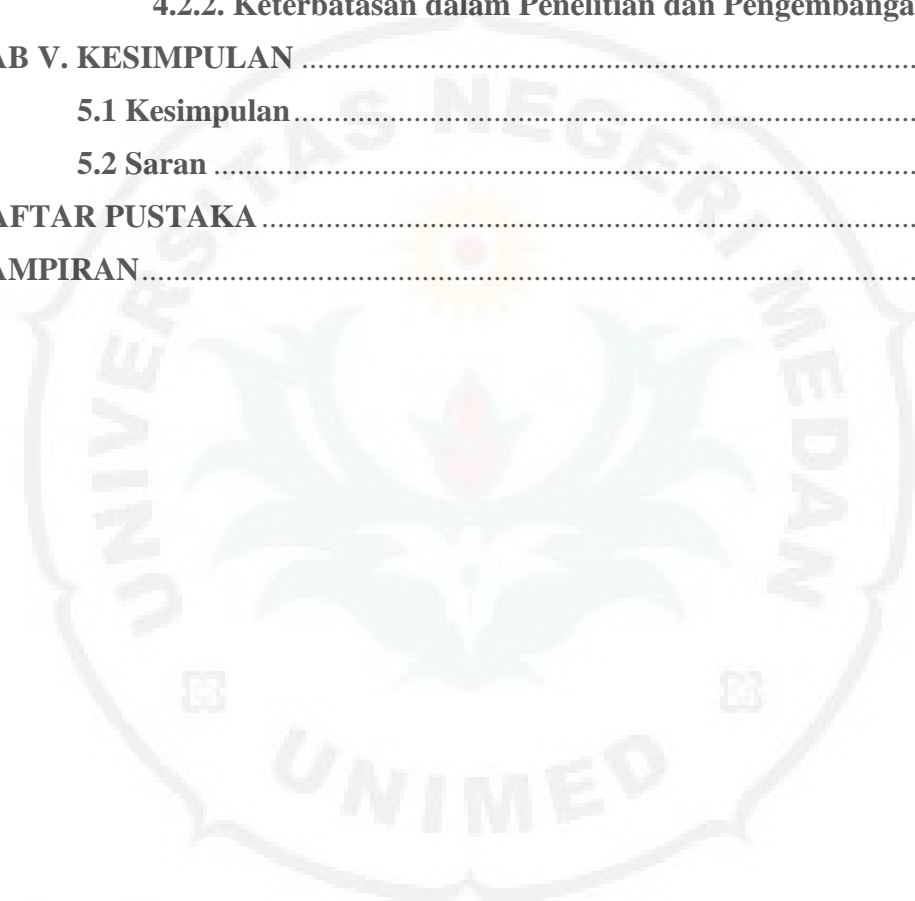 4.2.2. Keterbatasan dalam Penelitian dan Pengembanga
AB V. KESIMPULAN ........................................................................
5.1 Kesimpulan........................................................................
5.2 Saran ........................................................................
AFTAR PUSTAKA ........................................................................
AMPIRAN........................................................................
UNIVERSITAS NEGERI MEDAN
UNIMED